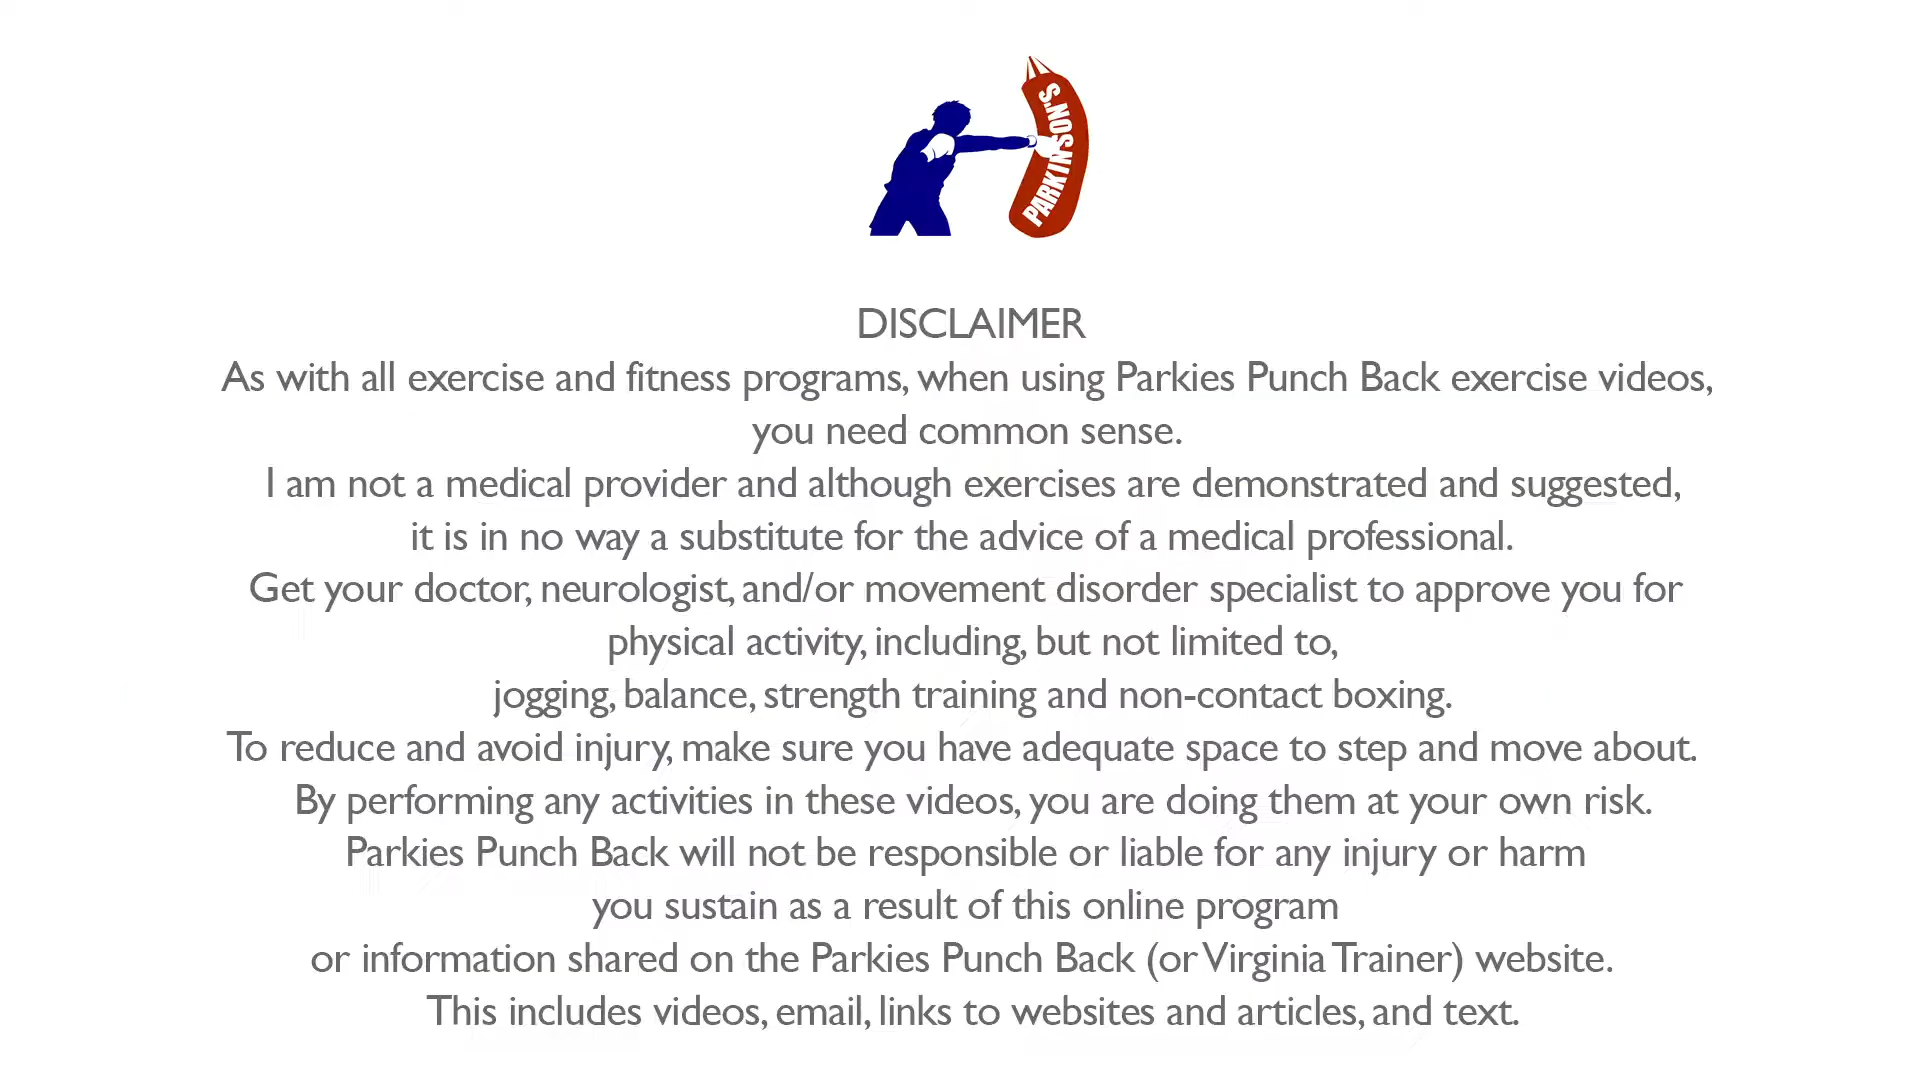 PARKINSON'S
DISCLAIMER
As with all exercise and fitness programs, when using Parkies Punch Back exercise videos,
you need common sense.
I am not a medical provider and although exercises are demonstrated and suggested,
it is in no way a substitute for the advice of a medical professional.
Get your doctor, neurologist, and/or movement disorder specialist to approve you for
physical activity, including, but not limited to,
jogging, balance, strength training and non-contact boxing.
To reduce and avoid injury, make sure you have adequate space to step and move about.
By performing any activities in these videos, you are doing them at your own risk.
Parkies Punch Back will not be responsible or liable for any injury or harm
you sustain as a result of this online program
or information shared on the Parkies Punch Back (or Virginia Trainer) website.
This includes videos, email, links to websites and articles, and text.